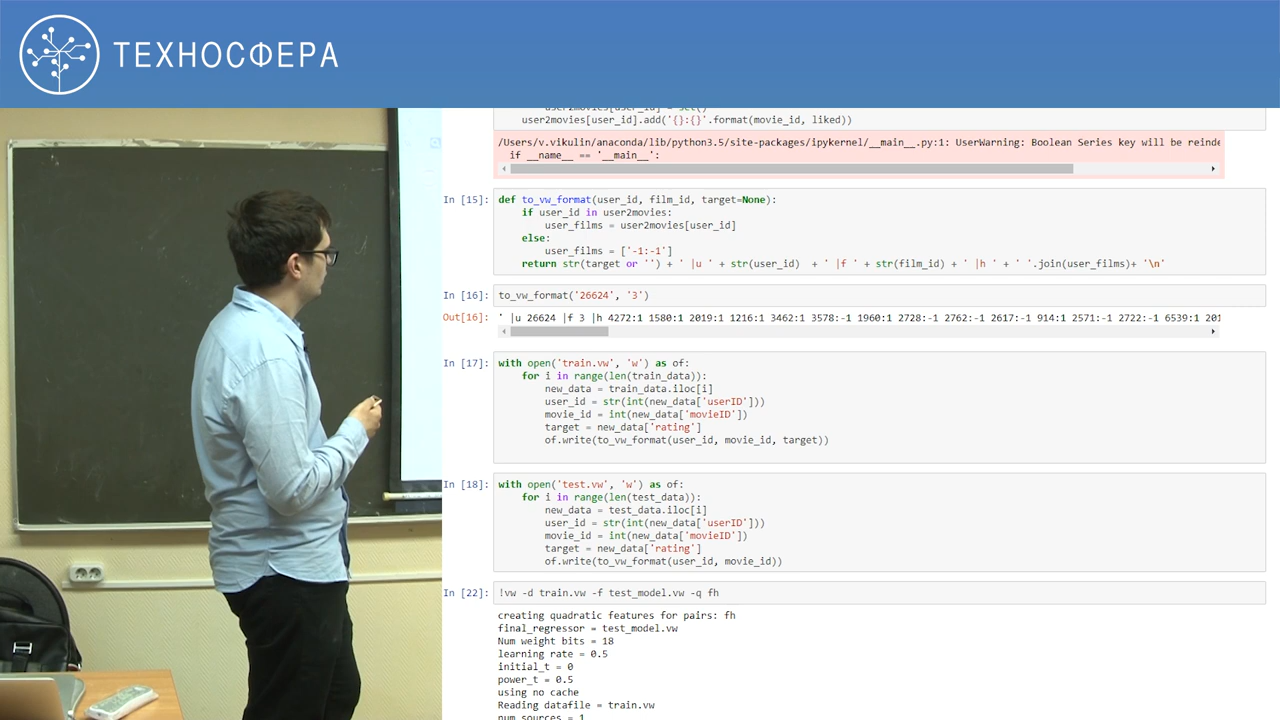 ТЕХНОСФЕРА
user2movies[user_id] = set()
user2movies[user_id].add('{}:{}'.format(movie_id, liked))
/Users/v.vikulin/anaconda/lib/python3.5/site-packages/ipykernel/__main__.py:1: UserWarning: Boolean Series key will be reinde
if __name__ == '__main__':
In [15]: def to_vw_format(user_id, film_id, target=None):
if user_id in user2movies:
user_films = user2movies[user_id]
else:
user_films = ['-1:-1']
return str(target or '') + ' |u ' + str(user_id)  + ' |f ' + str(film_id) + ' |h ' + ' '.join(user_films)+ '\n'
In [16]: to_vw_format('26624', '3')
Out[16]: ' |u 26624 |f 3 |h 4272:1 1580:1 2019:1 1216:1 3462:1 3578:-1 1960:1 2728:-1 2762:-1 2617:-1 914:1 2571:-1 2722:-1 6539:1 201
In [17]: with open('train.vw', 'w') as of:
for i in range(len(train_data)):
new_data = train_data.iloc[i]
user_id = str(int(new_data['userID']))
movie_id = int(new_data['movieID'])
target = new_data['rating']
of.write(to_vw_format(user_id, movie_id, target))
In [18]: with open('test.vw', 'w') as of:
for i in range(len(test_data)):
new_data = test_data.iloc[i]
user_id = str(int(new_data['userID']))
movie_id = int(new_data['movieID'])
target = new_data['rating']
of.write(to_vw_format(user_id, movie_id))
In [22]: !vw -d train.vw -f test_model.vw -q fh
creating quadratic features for pairs: fh
final_regressor = test_model.vw
Num weight bits = 18
learning rate = 0.5
initial_t = 0
power_t = 0.5
using no cache
Reading datafile = train.vw
num sources = 1